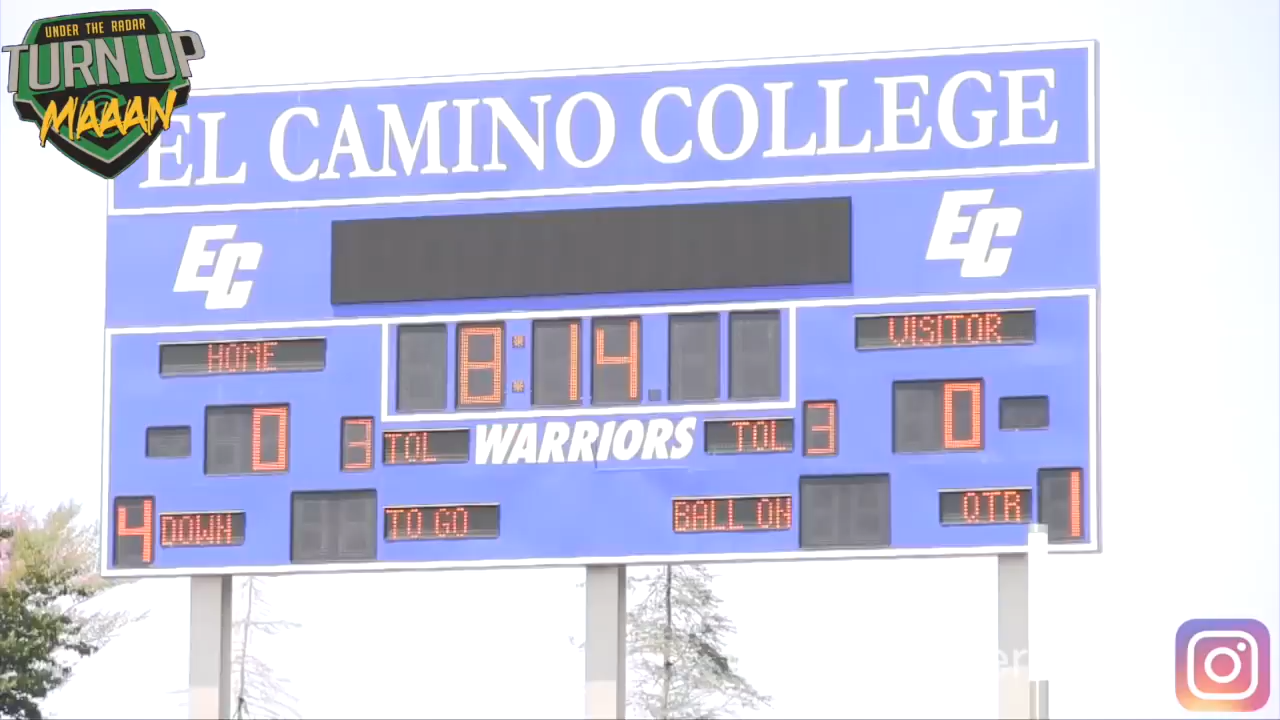 UNDER THE RADAR
TURN UP
MAAAN
EL CAMINO COLLEGE
EC
EC
HOME
8:14
VISITOR
0
3 TOL
WARRIORS
TOL 3
0
4 DOWN
TO GO
BALL ON
QTR 1